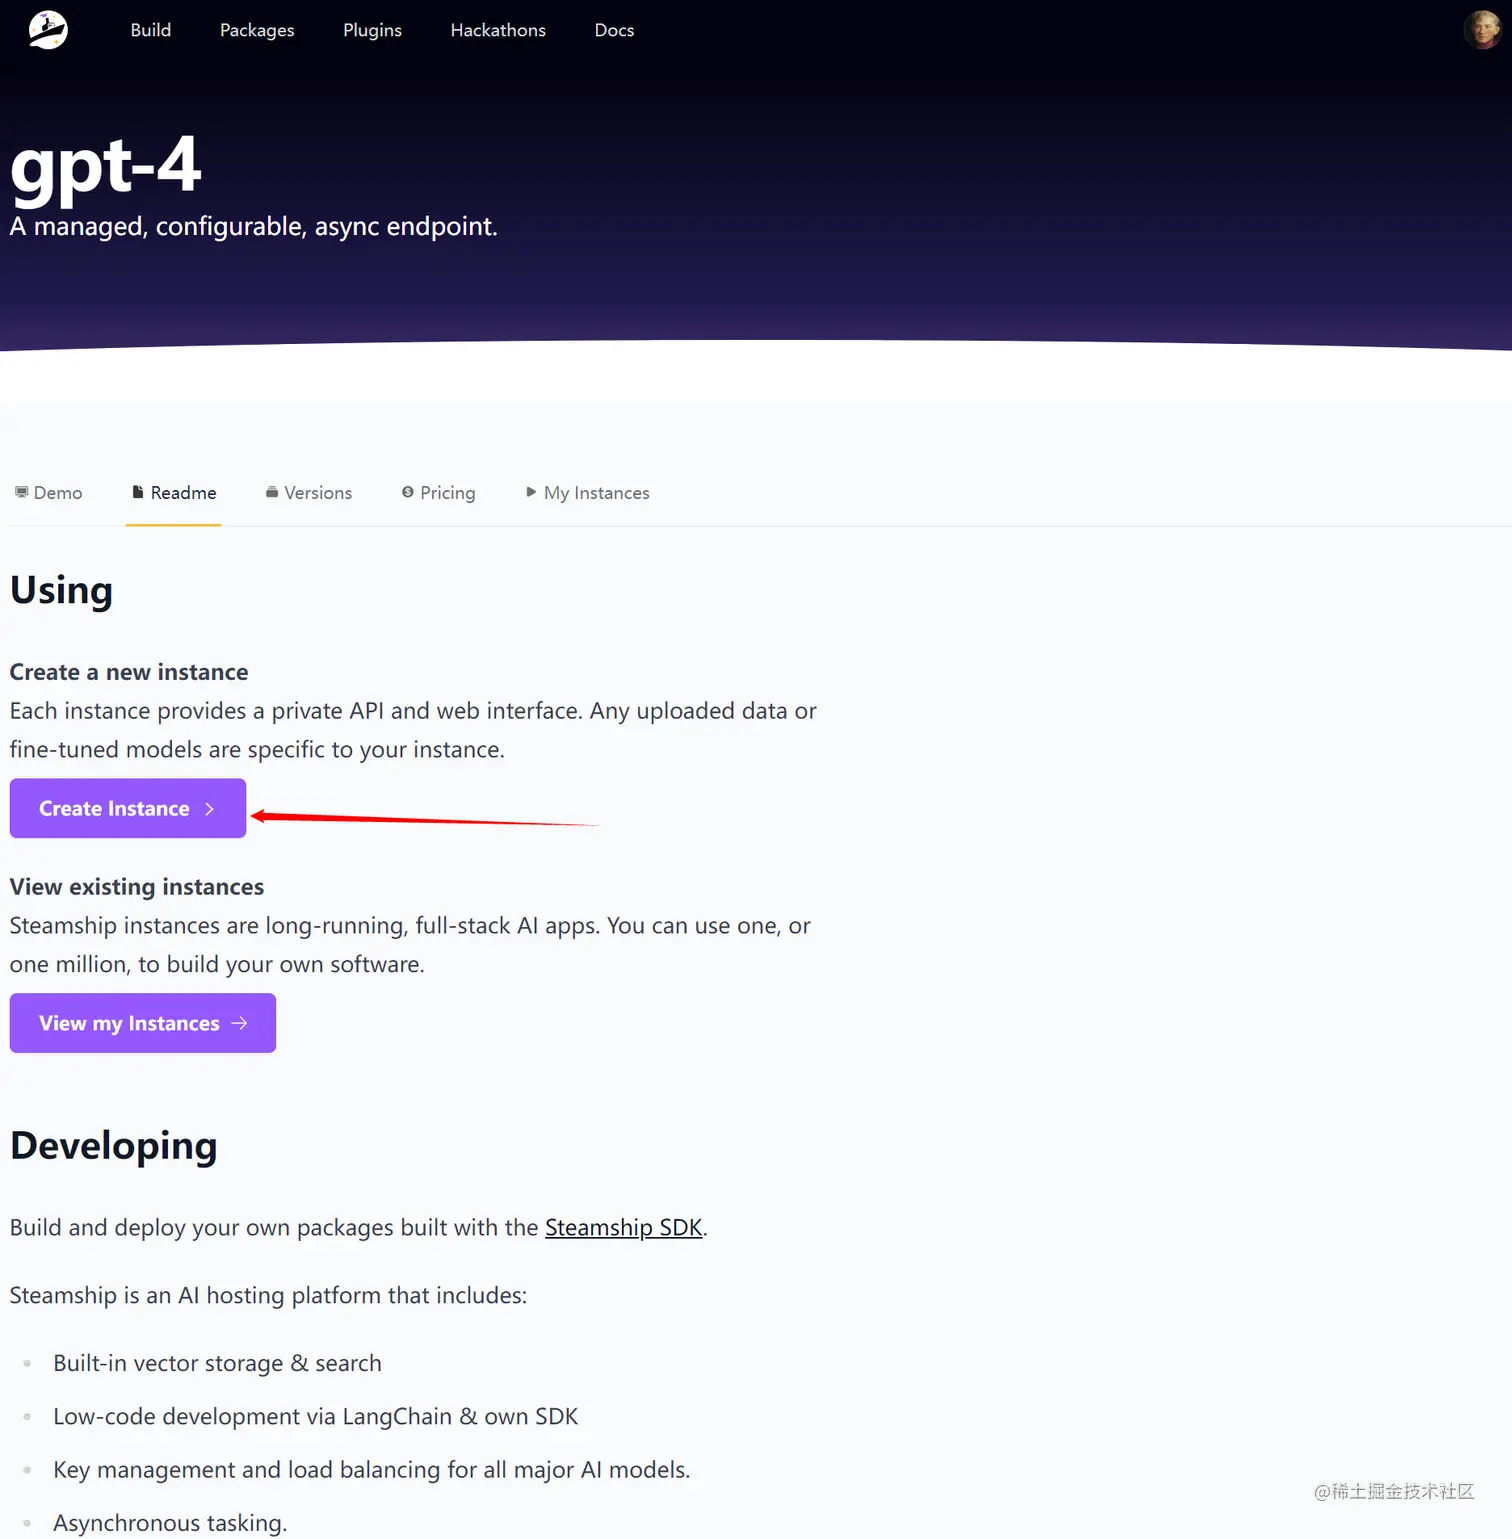 Build Packages Plugins Hackathons Docs
gpt-4
A managed, configurable, async endpoint.
Demo Readme Versions Pricing My Instances
Using
Create a new instance
Each instance provides a private API and web interface. Any uploaded data or
fine-tuned models are specific to your instance.
Create Instance
View existing instances
Steamship instances are long-running, full-stack AI apps. You can use one, or
one million, to build your own software.
View my Instances
Developing
Build and deploy your own packages built with the Steamship SDK.
Steamship is an AI hosting platform that includes:
Built-in vector storage & search
Low-code development via LangChain & own SDK
Key management and load balancing for all major AI models.
Asynchronous tasking.
@稀土掘金技术社区